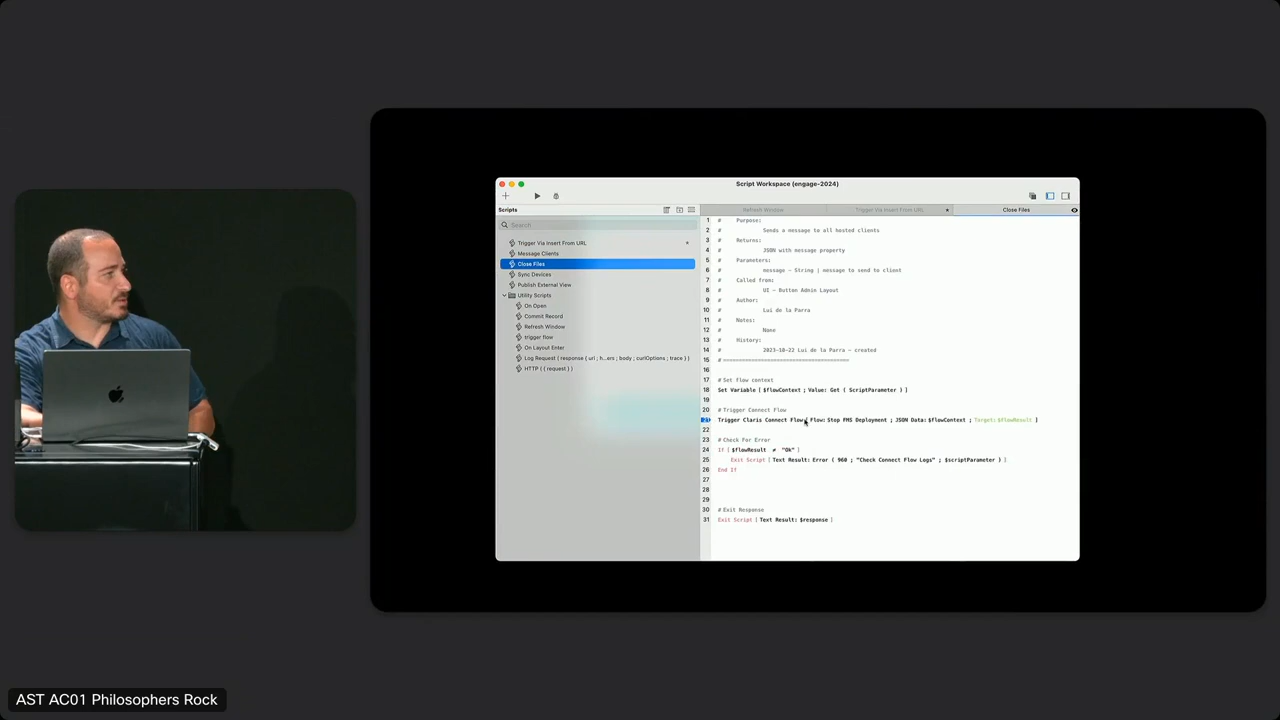 Script Workspace (engage-2024)
Scripts
Refresh Window
Trigger Via Insert From URL
Close Files
Search
Trigger Via Insert From URL
Message Clients
Close Files
Sync Devices
Publish External View
Utility Scripts
On Open
Commit Record
Refresh Window
trigger flow
On Layout Enter
Log Request ( response { uri ; h...ers ; body ; curlOptions ; trace } )
HTTP ( { request } )
1 # Purpose:
2 # Sends a message to all hosted clients
3 # Returns:
4 # JSON with message property
5 # Parameters:
6 # message - String | message to send to client
7 # Called from:
8 # UI - Button Admin Layout
9 # Author:
10 # Lui de la Parra
11 # Notes:
12 # None
13 # History:
14 # 2023-10-22 Lui de la Parra - created
15 # =====================================
16
17 # Set flow context
18 Set Variable [ $flowContext ; Value: Get ( ScriptParameter ) ]
19
20 # Trigger Connect Flow
21 Trigger Claris Connect Flow [ Flow: Stop FMS Deployment ; JSON Data: $flowContext ; Target: $flowResult ]
22
23 # Check For Error
24 If [ $flowResult ≠ "Ok" ]
25 Exit Script [ Text Result: Error ( 960 ; "Check Connect Flow Logs" ; $scriptParameter ) ]
26 End If
27
28
29
30 # Exit Response
31 Exit Script [ Text Result: $response ]
AST AC01 Philosophers Rock